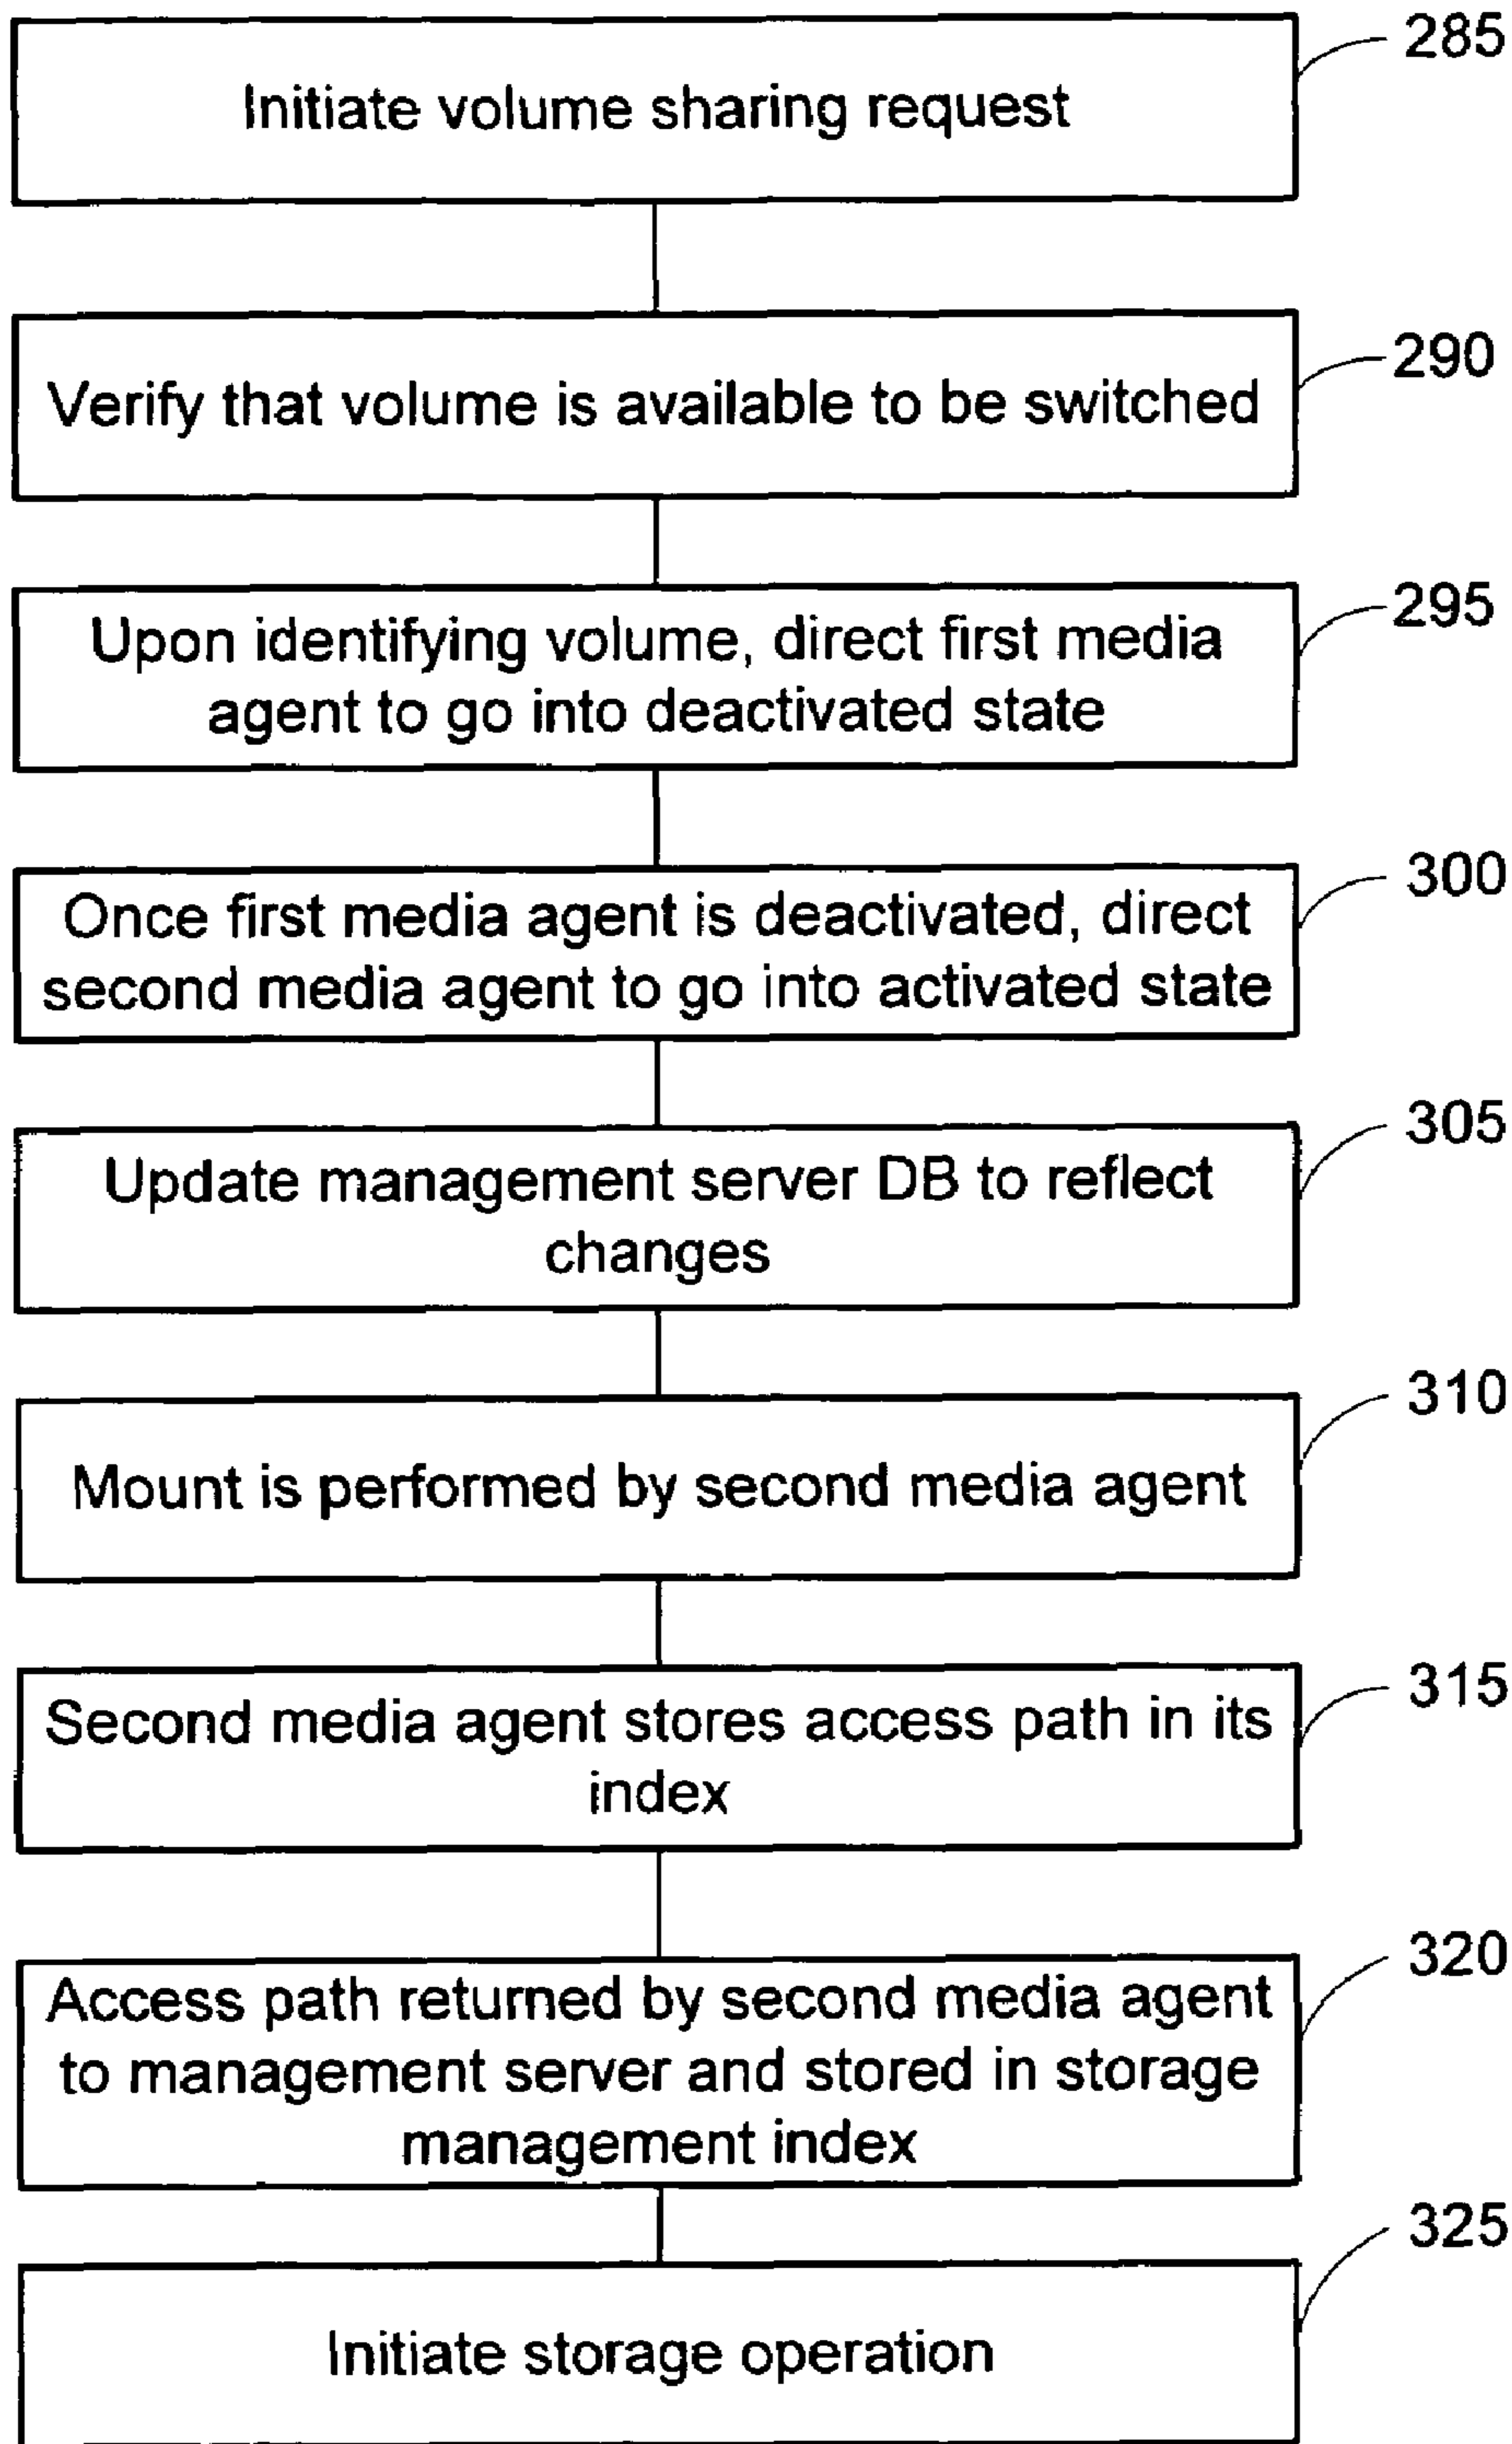 285
Initiate volume sharing request
290
Verify that volume is available to be switched
295
Upon identifying volume, direct first media
agent to go into deactivated state
300
Once first media agent is deactivated, direct
second media agent to go into activated state
305
Update management server DB to reflect
changes
310
Mount is performed by second media agent
315
Second media agent stores access path in its
index
320
Access path returned by second media agent
to management server and stored in storage
management index
325
Initiate storage operation